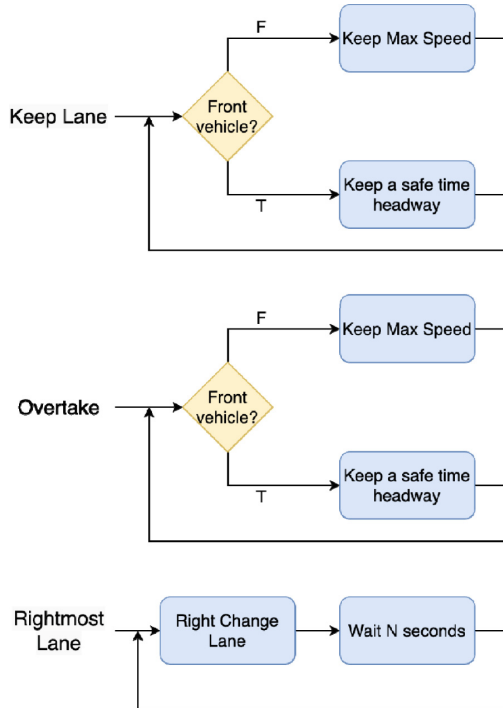 F
Keep Max Speed
Keep Lane
Front
vehicle?
Keep a safe time
headway
T
F
Keep Max Speed
Overtake
Front
vehicle?
Keep a safe time
headway
T
Rightmost
Lane
Right Change
Lane
Wait N seconds